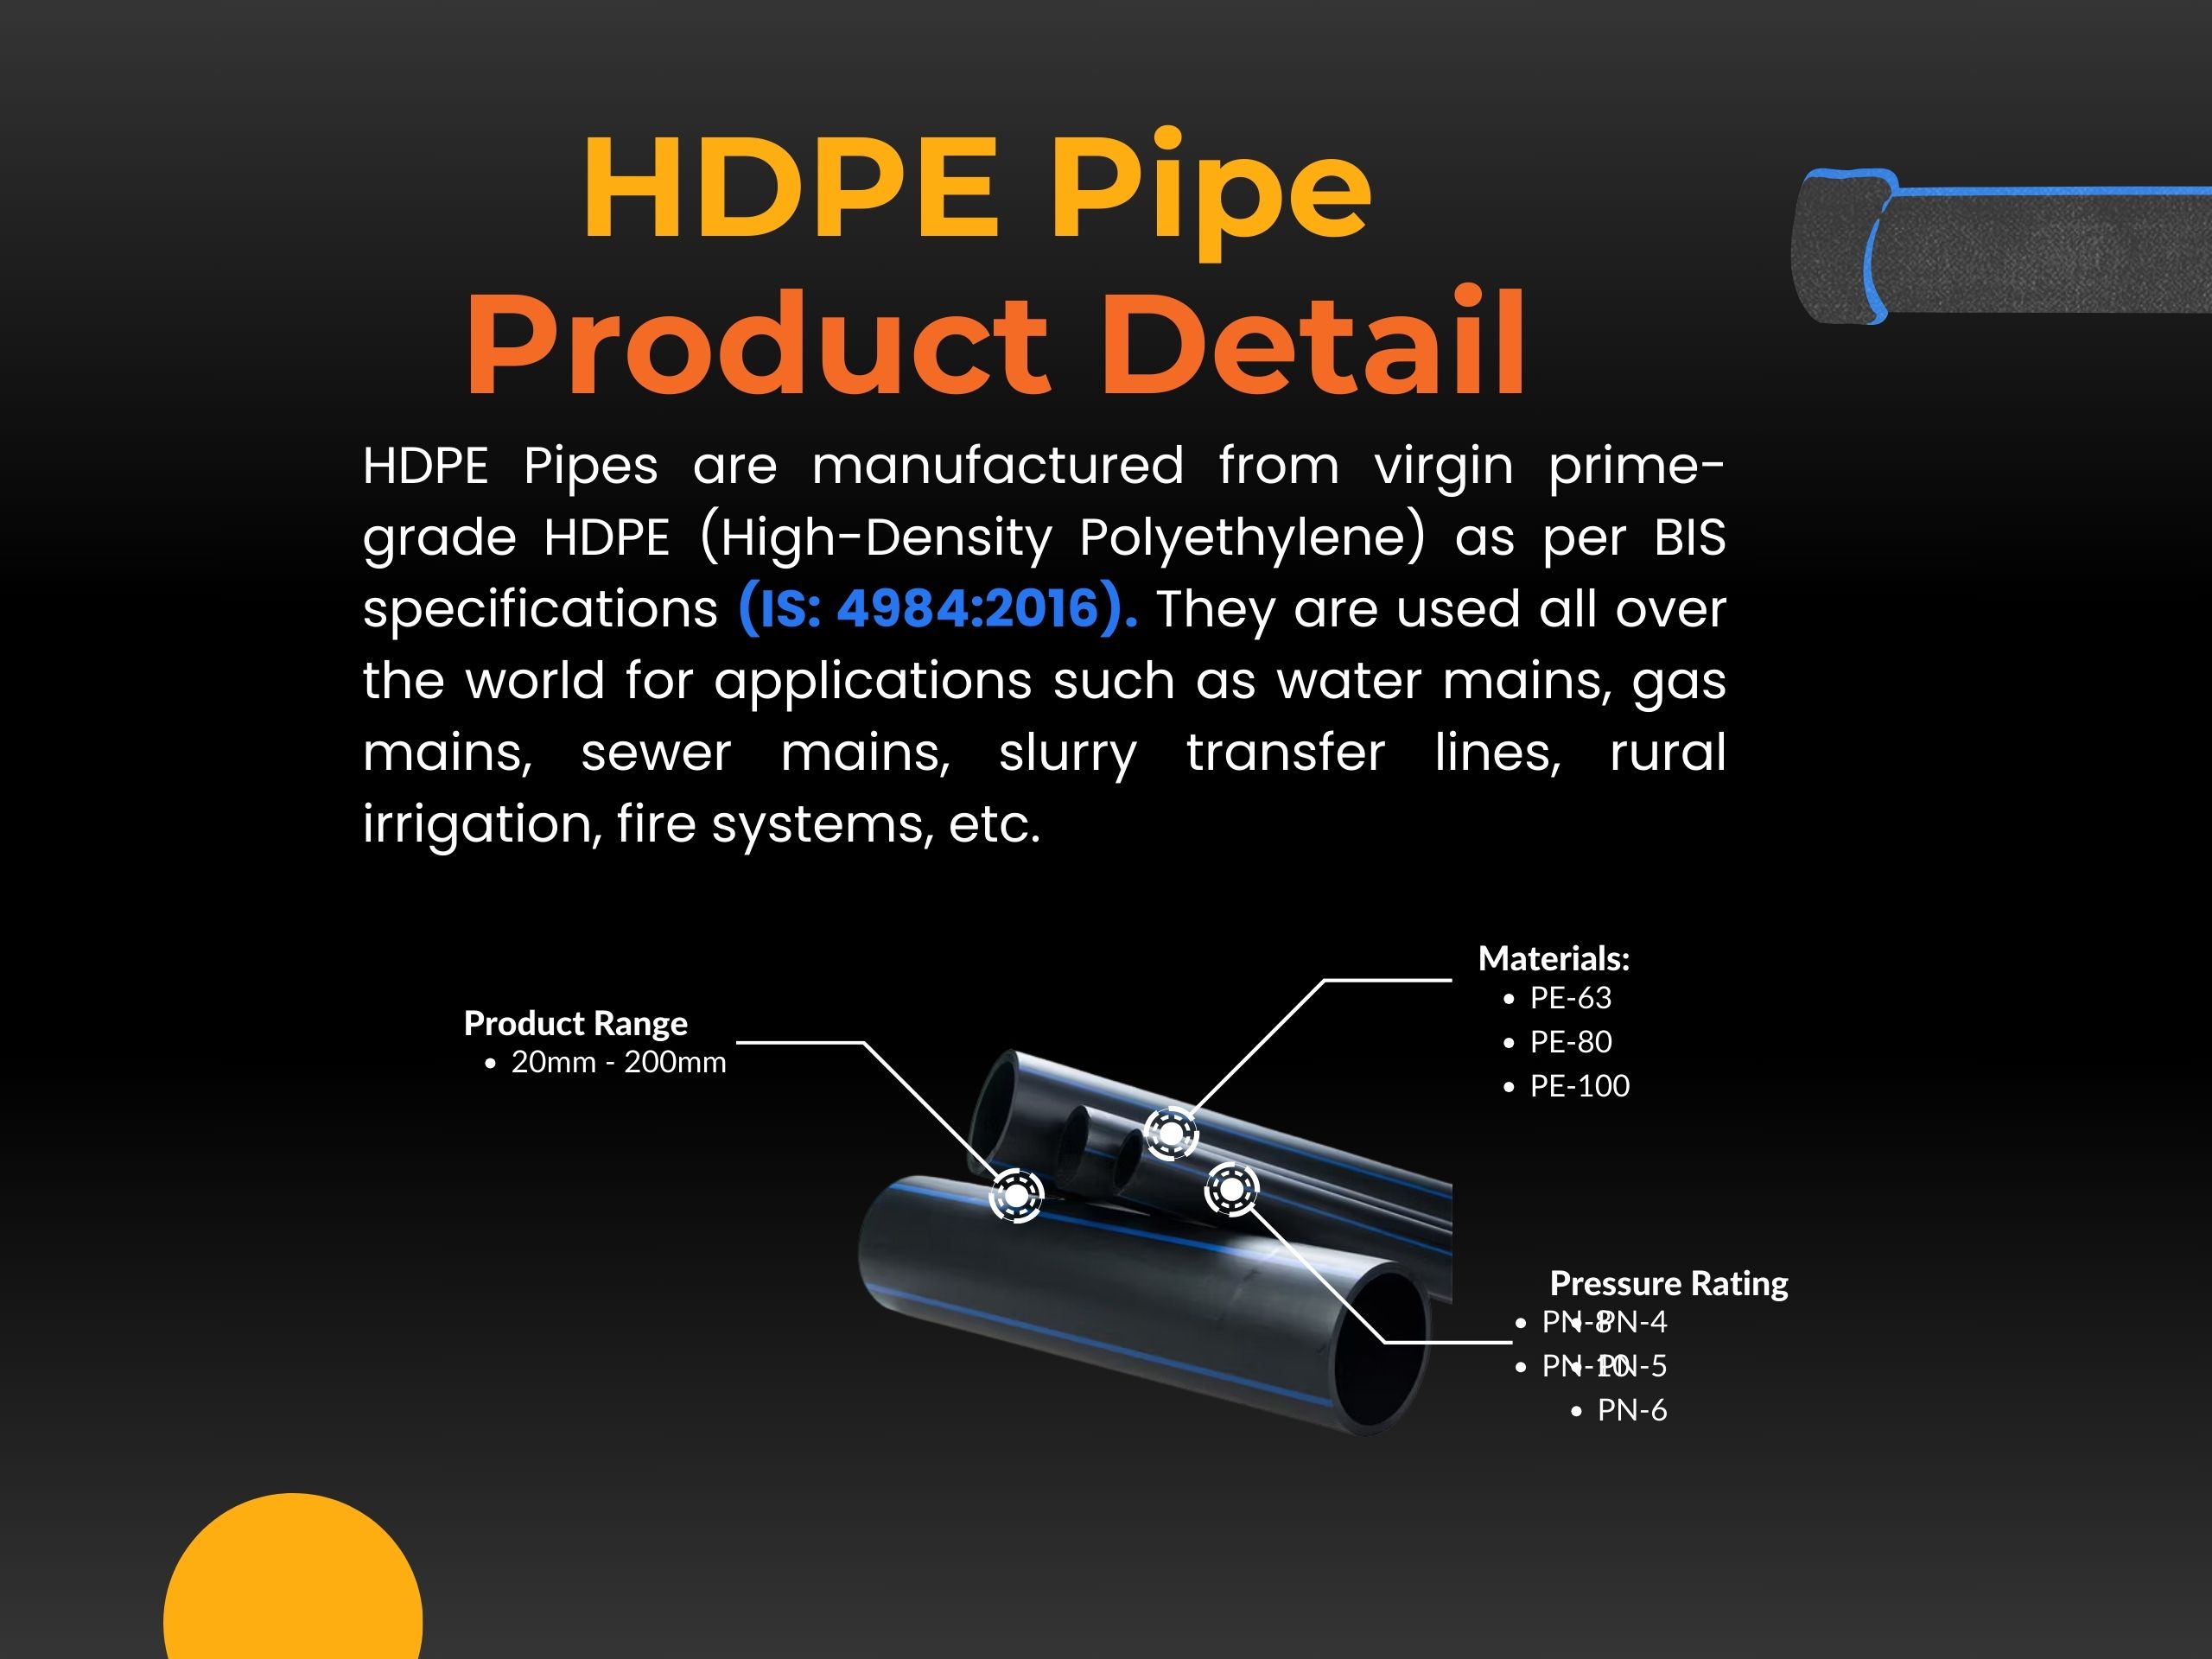 HDPE Pipe
Product Detail
HDPE Pipes are manufactured from virgin prime-
grade HDPE (High-Density Polyethylene) as per BIS
specifications (IS: 4984:2016). They are used all over
the world for applications such as water mains, gas
mains, sewer mains, slurry transfer lines, rural
irrigation, fire systems, etc.
Product Range
• 20mm - 200mm
Materials:
• PE-63
• PE-80
• PE-100
Pressure Rating
• PN-8
• PN-10
• PN-4
• PN-5
• PN-6